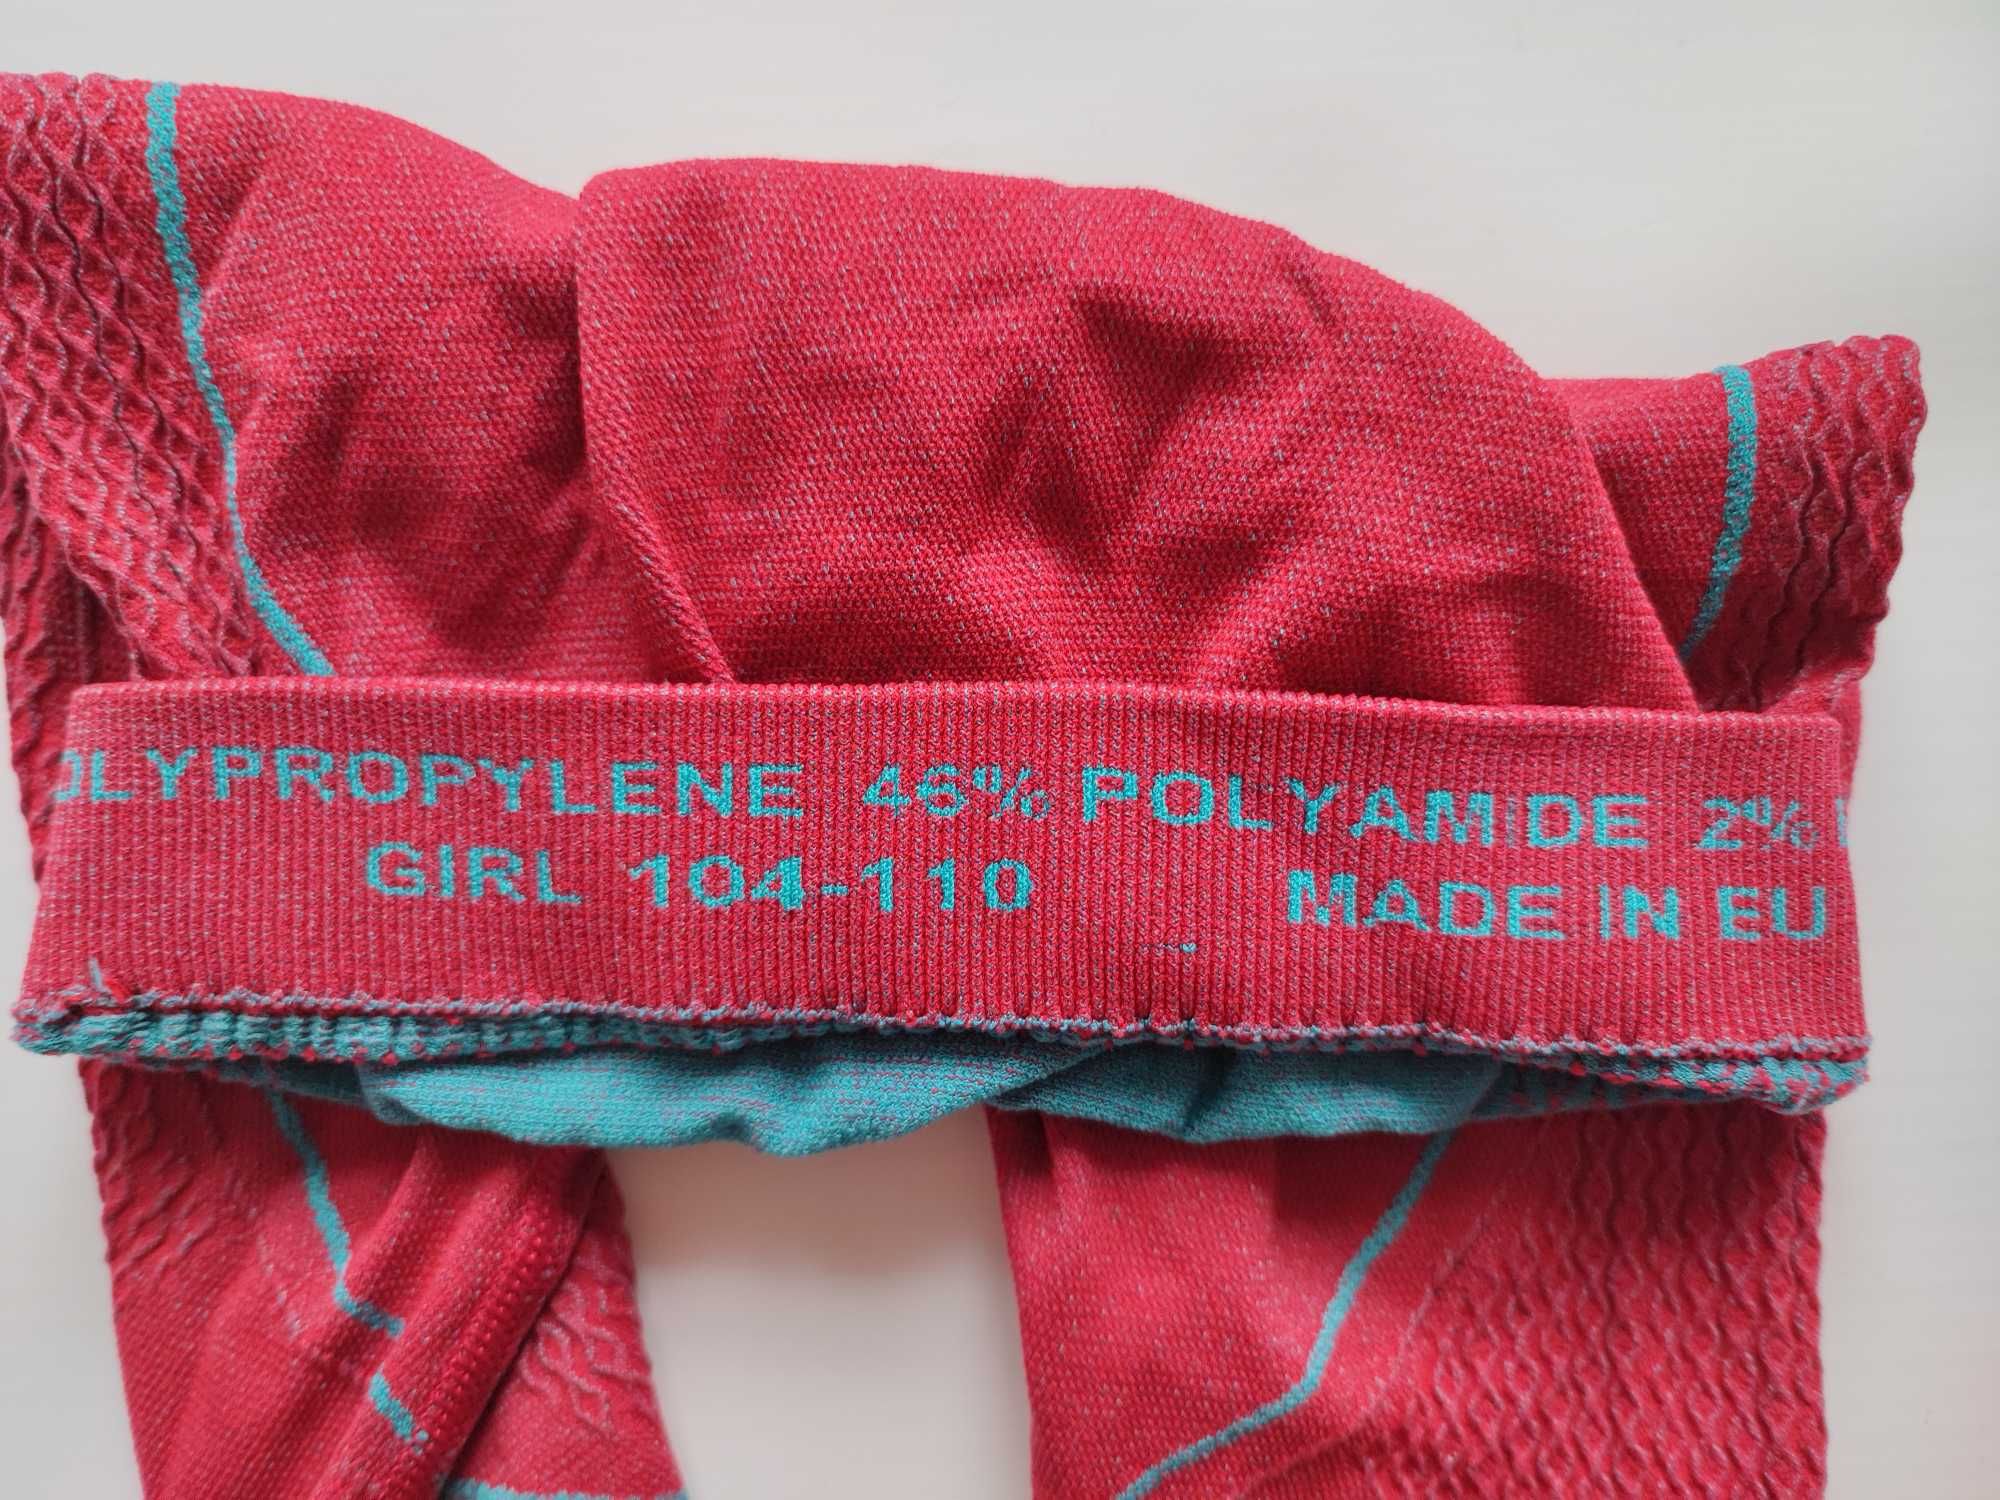 OLYPROPYLENE 46% POLYAMIDE 2%
GIRL 104-110 MADE IN EU